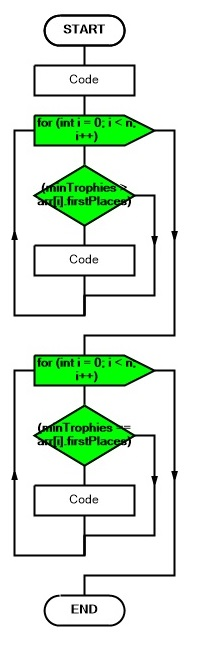 START
Code
for (int i = 0; i < n;
i++)
(minTrophies >
arr[i].firstPlaces)
Code
for (int i = 0; i < n;
i++)
(minTrophies ==
arr[i].firstPlaces)
Code
END